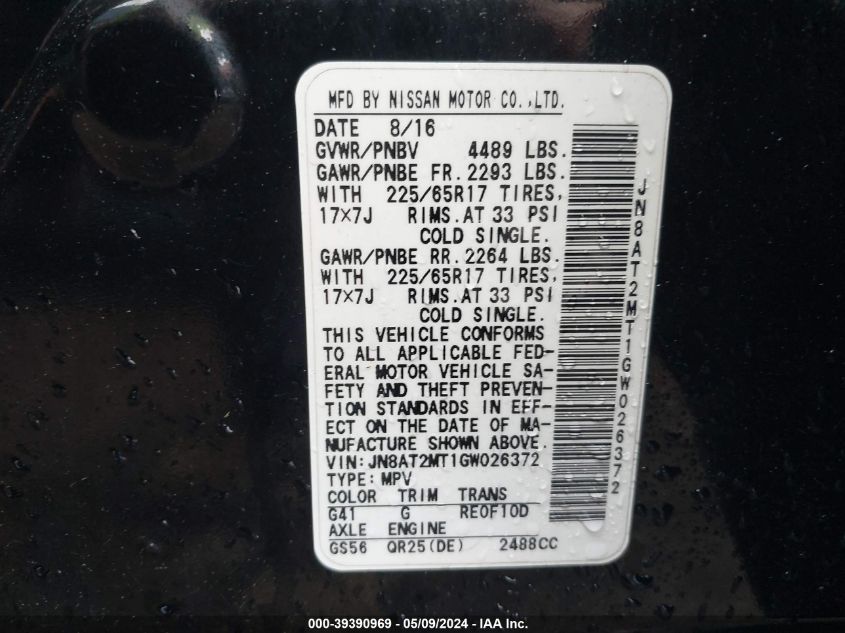 MFD BY NISSAN MOTOR CO.,LTD.
DATE 8/16
GVWR/PNBV 4489 LBS.
GAWR/PNBE FR. 2293 LBS.
WITH 225/65R17 TIRES,
17×7J RIMS.AT 33 PSI
COLD SINGLE.
GAWR/PNBE RR. 2264 LBS.
WITH 225/65R17 TIRES,
17×7J RIMS.AT 33 PSI
COLD SINGLE.
THIS VEHICLE CONFORMS
TO ALL APPLICABLE FED-
ERAL MOTOR VEHICLE SA-
FETY AND THEFT PREVEN-
TION STANDARDS IN EFF-
ECT ON THE DATE OF MA-
NUFACTURE SHOWN ABOVE.
VIN:JN8AT2MT1GW026372
TYPE:MPV
COLOR TRIM TRANS
G41 G RE0F10D
AXLE ENGINE
GS56 QR25(DE) 2488CC
JN8AT2MT1GW026372
000-39390969 - 05/09/2024 - IAA Inc.